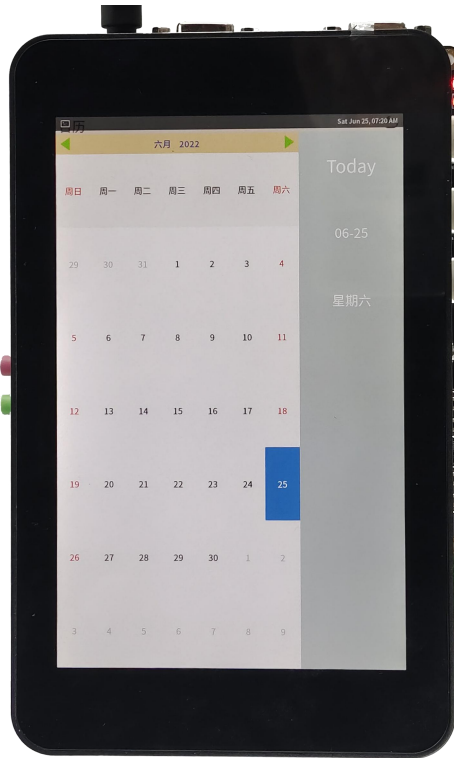 日历
Sat Jun 25, 07:20 AM
六月 2022
周日 周一 周二 周三 周四 周五 周六
29 30 31 1 2 3 4
5 6 7 8 9 10 11
12 13 14 15 16 17 18
19 20 21 22 23 24 25
26 27 28 29 30 1 2
3 4 5 6 7 8 9
Today
06-25
星期六